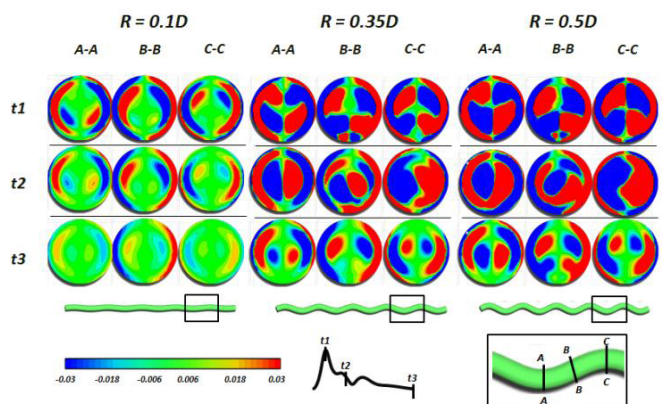 R = 0.1D R = 0.35D R = 0.5D
A-A B-B C-C A-A B-B C-C A-A B-B C-C
t1
t2
t3
-0.03 -0.018 -0.006 0.006 0.018 0.03
t1
t2
t3
A B C
A B C